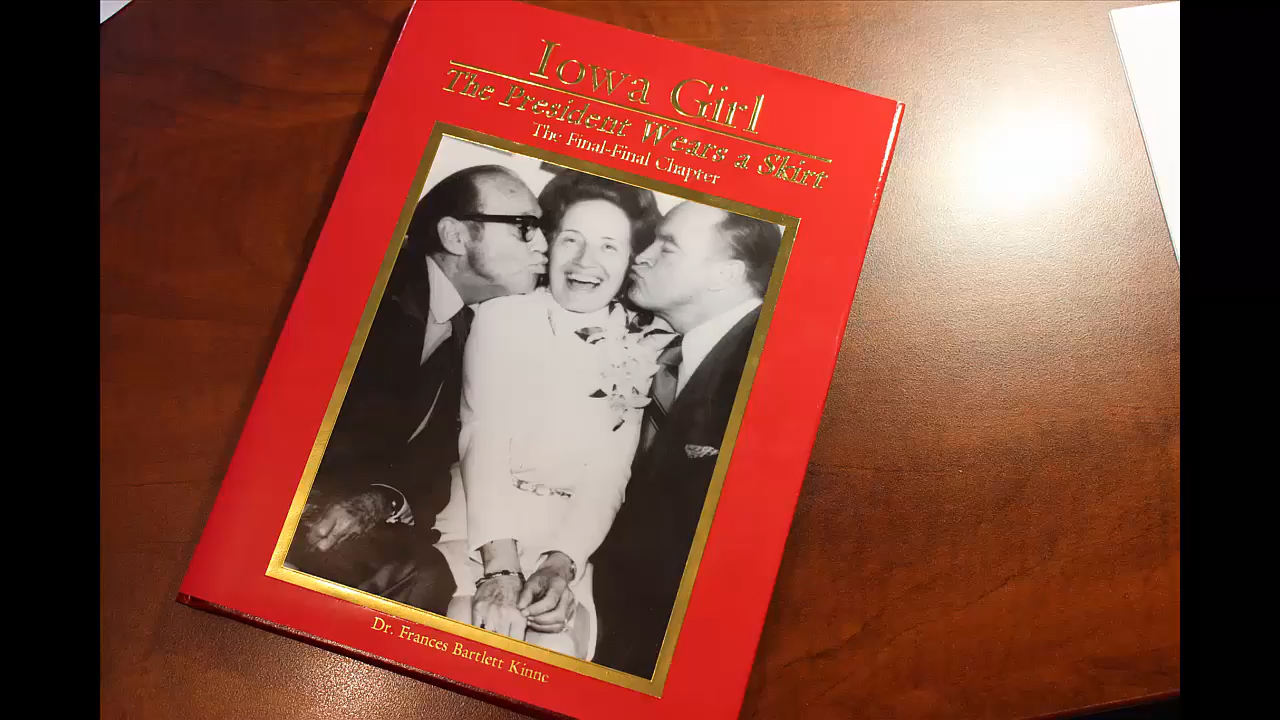 Iowa Girl
The President Wears a Skirt
The Final-Final Chapter
Dr. Frances Bartlett Kinne